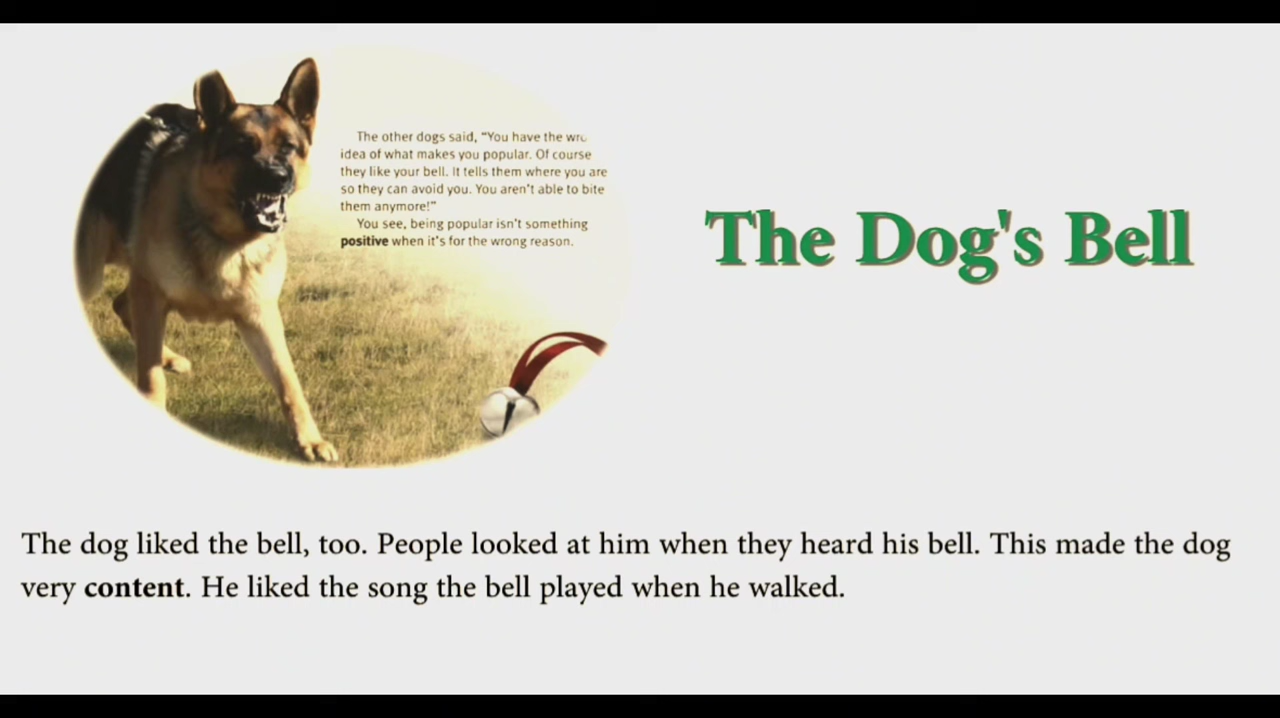 The other dogs said, "You have the
idea of what makes you popular. Of course
they like your bell. It tells them where you are
so they can avoid you. You aren't able to bite
them anymore!"
You see, being popular isn't something
positive when it's for the wrong reason.
The Dog's Bell
The dog liked the bell, too. People looked at him when they heard his bell. This made the dog
very content. He liked the song the bell played when he walked.